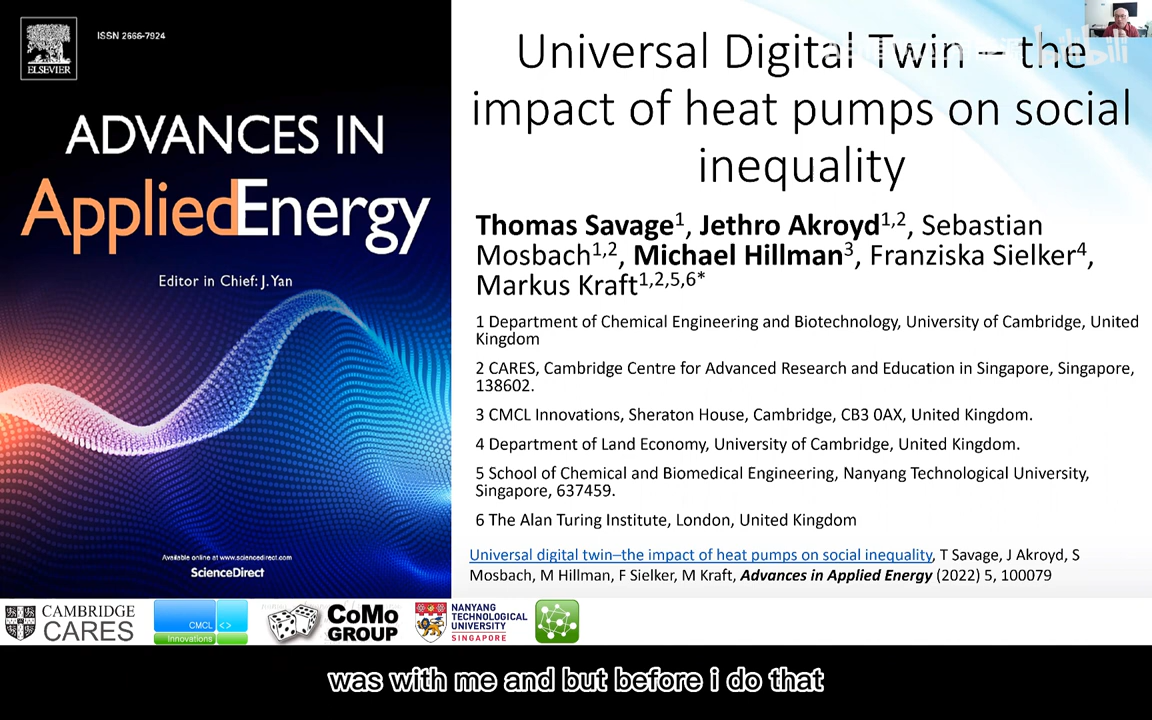 ISSN 2666-7924
ELSEVIER
ADVANCES IN
AppliedEnergy
Editor in Chief: J. Yan
Available online at www.sciencedirect.com
ScienceDirect
Universal Digital Twin – the
impact of heat pumps on social
inequality
bilibili
Thomas Savage1, Jethro Akroyd1,2, Sebastian
Mosbach1,2, Michael Hillman3, Franziska Sielker4,
Markus Kraft1,2,5,6*
1 Department of Chemical Engineering and Biotechnology, University of Cambridge, United
Kingdom
2 CARES, Cambridge Centre for Advanced Research and Education in Singapore, Singapore,
138602.
3 CMCL Innovations, Sheraton House, Cambridge, CB3 0AX, United Kingdom.
4 Department of Land Economy, University of Cambridge, United Kingdom.
5 School of Chemical and Biomedical Engineering, Nanyang Technological University,
Singapore, 637459.
6 The Alan Turing Institute, London, United Kingdom
Universal digital twin–the impact of heat pumps on social inequality, T Savage, J Akroyd, S
Mosbach, M Hillman, F Sielker, M Kraft, Advances in Applied Energy (2022) 5, 100079
CAMBRIDGE
CARES
CMCL <>
Innovations
CoMo
GROUP
NANYANG
TECHNOLOGICAL
UNIVERSITY
SINGAPORE
was with me and but before i do that